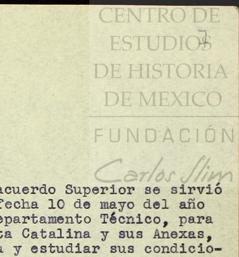 CENTRO DE
ESTUDIOS
DE HISTORIA
DE MEXICO
FUNDACIÓN
Carlos Slim
acuerdo Superior se sirvió
fecha 10 de mayo del año
epartamento Técnico, para
ta Catalina y sus Anexas,
a y estudiar sus condicio-